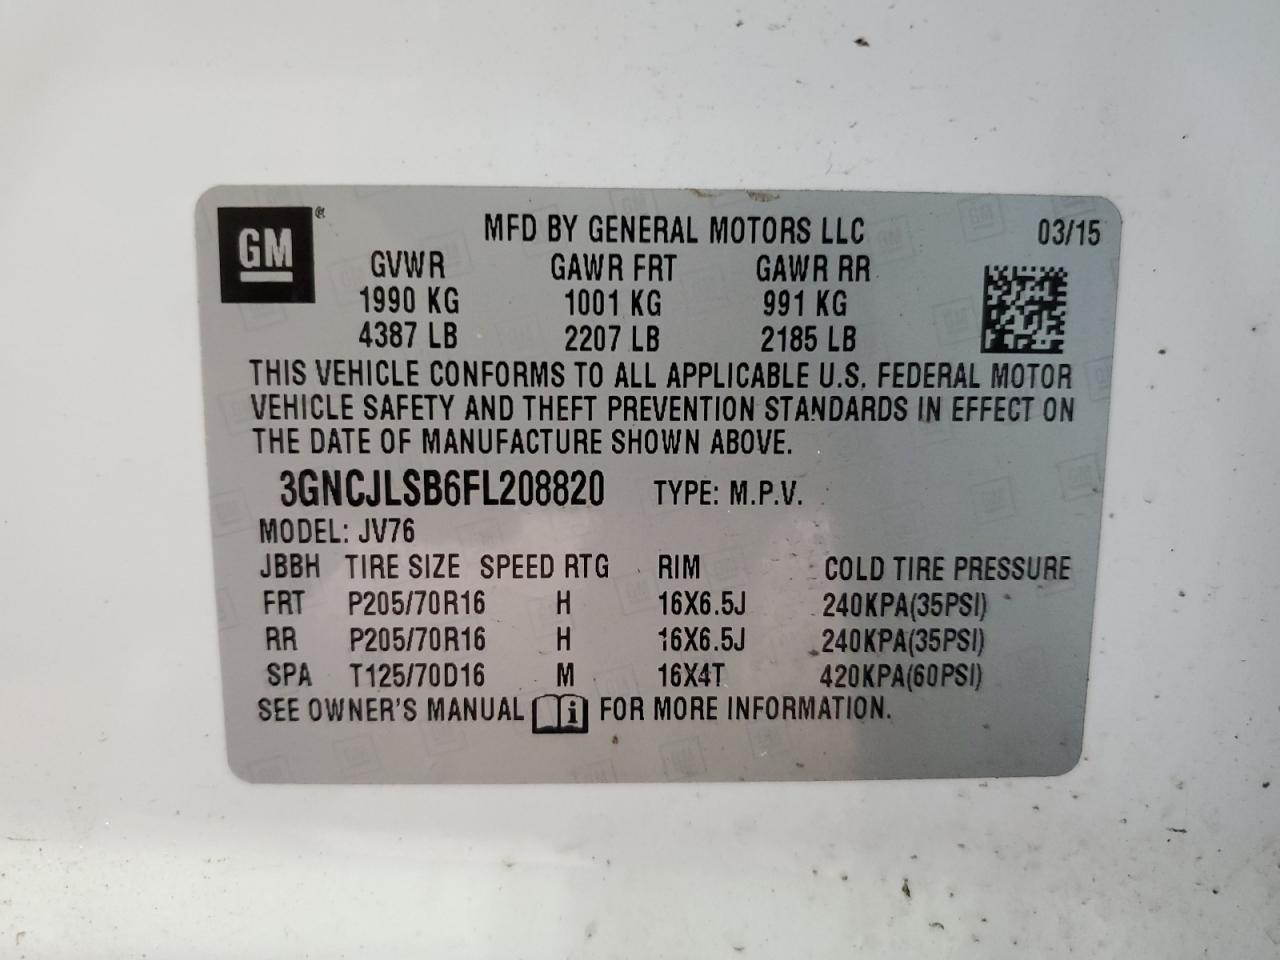 GM ®
MFD BY GENERAL MOTORS LLC 03/15
GVWR GAWR FRT GAWR RR
1990 KG 1001 KG 991 KG
4387 LB 2207 LB 2185 LB
THIS VEHICLE CONFORMS TO ALL APPLICABLE U.S. FEDERAL MOTOR
VEHICLE SAFETY AND THEFT PREVENTION STANDARDS IN EFFECT ON
THE DATE OF MANUFACTURE SHOWN ABOVE.
3GNCJLSB6FL208820 TYPE: M.P.V.
MODEL: JV76
JBBH TIRE SIZE SPEED RTG RIM COLD TIRE PRESSURE
FRT P205/70R16 H 16X6.5J 240KPA(35PSI)
RR P205/70R16 H 16X6.5J 240KPA(35PSI)
SPA T125/70D16 M 16X4T 420KPA(60PSI)
SEE OWNER'S MANUAL i FOR MORE INFORMATION.